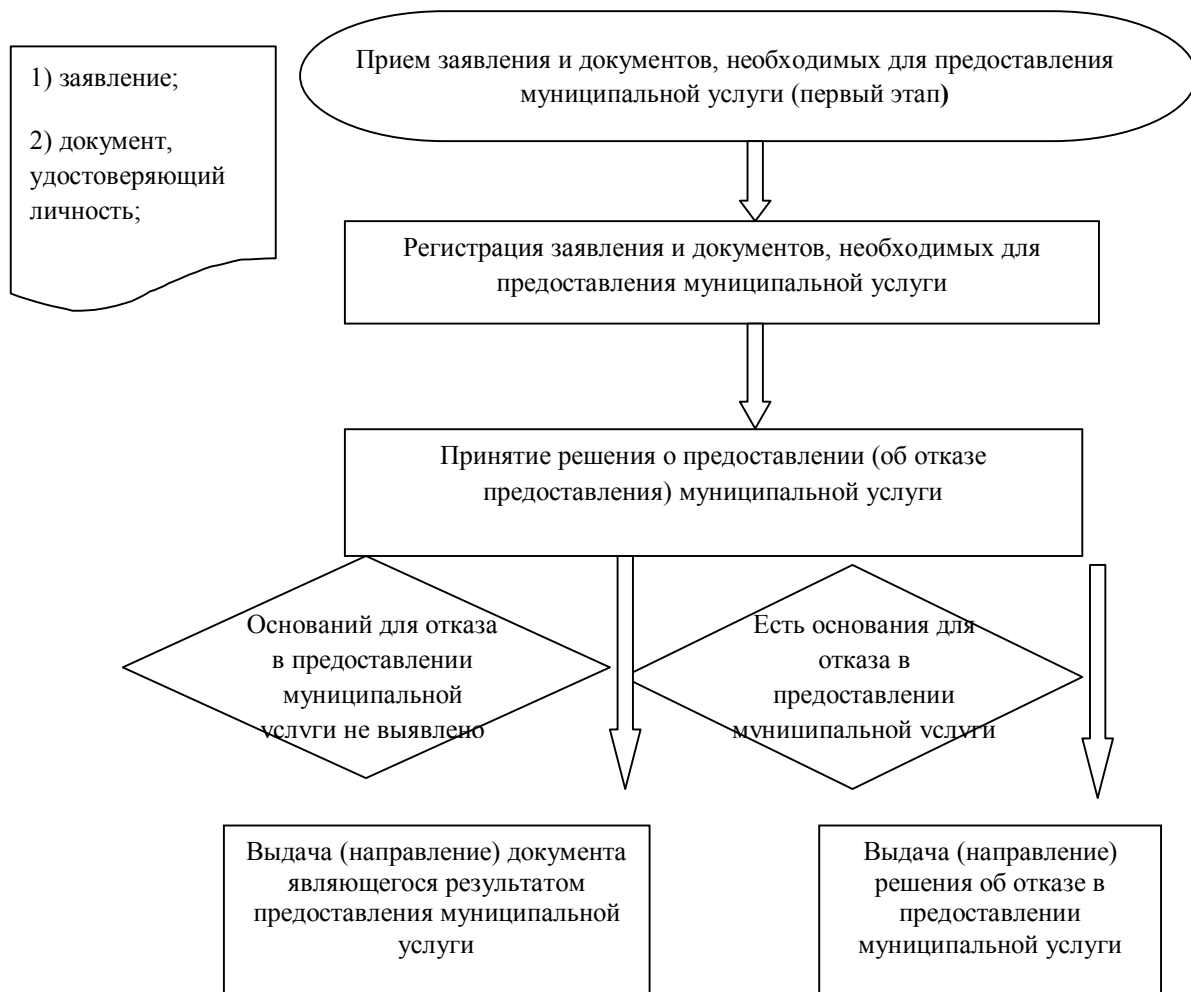 1) заявление;
2) документ,
удостоверяющий
личность;
Прием заявления и документов, необходимых для предоставления
муниципальной услуги (первый этап)
Регистрация заявления и документов, необходимых для
предоставления муниципальной услуги
Принятие решения о предоставлении (об отказе
предоставления) муниципальной услуги
Оснований для отказа
в предоставлении
муниципальной
услуги не выявлено
Есть основания для
отказа в
предоставлении
муниципальной услуги
Выдача (направление) документа
являющегося результатом
предоставления муниципальной
услуги
Выдача (направление)
решения об отказе в
предоставлении
муниципальной услуги